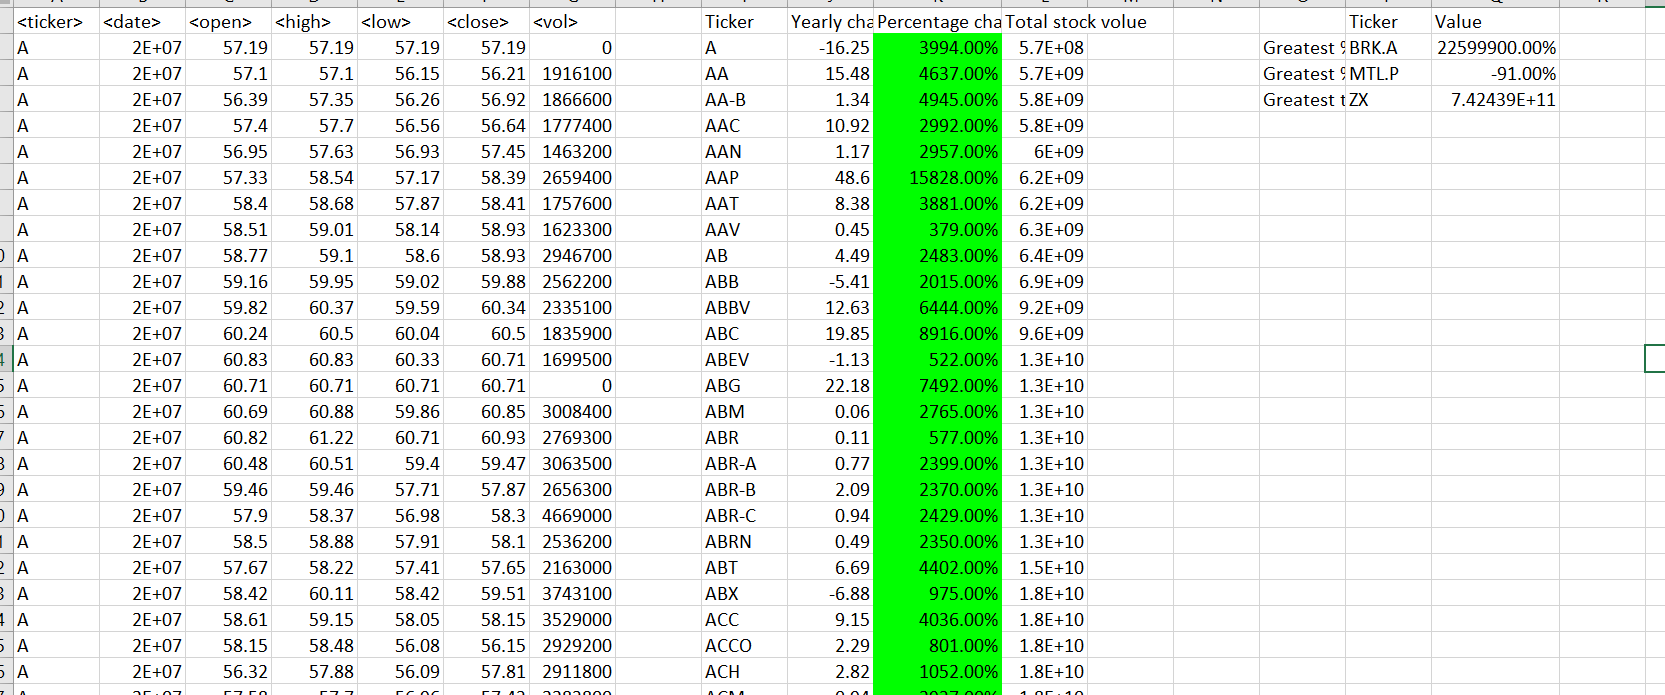 <ticker> <date> <open> <high> <low> <close> <vol> Ticker Yearly cha Percentage cha Total stock volue Ticker Value
A 2E+07 57.19 57.19 57.19 57.19 0 A -16.25 3994.00% 5.7E+08 Greatest % BRK.A 22599900.00%
A 2E+07 57.1 57.1 56.15 56.21 1916100 AA 15.48 4637.00% 5.7E+09 Greatest % MTL.P -91.00%
A 2E+07 56.39 57.35 56.26 56.92 1866600 AA-B 1.34 4945.00% 5.8E+09 Greatest t ZX 7.42439E+11
A 2E+07 57.4 57.7 56.56 56.64 1777400 AAC 10.92 2992.00% 5.8E+09
A 2E+07 56.95 57.63 56.93 57.45 1463200 AAN 1.17 2957.00% 6E+09
A 2E+07 57.33 58.54 57.17 58.39 2659400 AAP 48.6 15828.00% 6.2E+09
A 2E+07 58.4 58.68 57.87 58.41 1757600 AAT 8.38 3881.00% 6.2E+09
A 2E+07 58.51 59.01 58.14 58.93 1623300 AAV 0.45 379.00% 6.3E+09
A 2E+07 58.77 59.1 58.6 58.93 2946700 AB 4.49 2483.00% 6.4E+09
A 2E+07 59.16 59.95 59.02 59.88 2562200 ABB -5.41 2015.00% 6.9E+09
A 2E+07 59.82 60.37 59.59 60.34 2335100 ABBV 12.63 6444.00% 9.2E+09
A 2E+07 60.24 60.5 60.04 60.5 1835900 ABC 19.85 8916.00% 9.6E+09
A 2E+07 60.83 60.83 60.33 60.71 1699500 ABEV -1.13 522.00% 1.3E+10
A 2E+07 60.71 60.71 60.71 60.71 0 ABG 22.18 7492.00% 1.3E+10
A 2E+07 60.69 60.88 59.86 60.85 3008400 ABM 0.06 2765.00% 1.3E+10
A 2E+07 60.82 61.22 60.71 60.93 2769300 ABR 0.11 577.00% 1.3E+10
A 2E+07 60.48 60.51 59.4 59.47 3063500 ABR-A 0.77 2399.00% 1.3E+10
A 2E+07 59.46 59.46 57.71 57.87 2656300 ABR-B 2.09 2370.00% 1.3E+10
A 2E+07 57.9 58.37 56.98 58.3 4669000 ABR-C 0.94 2429.00% 1.3E+10
A 2E+07 58.5 58.88 57.91 58.1 2536200 ABRN 0.49 2350.00% 1.3E+10
A 2E+07 57.67 58.22 57.41 57.65 2163000 ABT 6.69 4402.00% 1.5E+10
A 2E+07 58.42 60.11 58.42 59.51 3743100 ABX -6.88 975.00% 1.8E+10
A 2E+07 58.61 59.15 58.05 58.15 3529000 ACC 9.15 4036.00% 1.8E+10
A 2E+07 58.15 58.48 56.08 56.15 2929200 ACCO 2.29 801.00% 1.8E+10
A 2E+07 56.32 57.88 56.09 57.81 2911800 ACH 2.82 1052.00% 1.8E+10